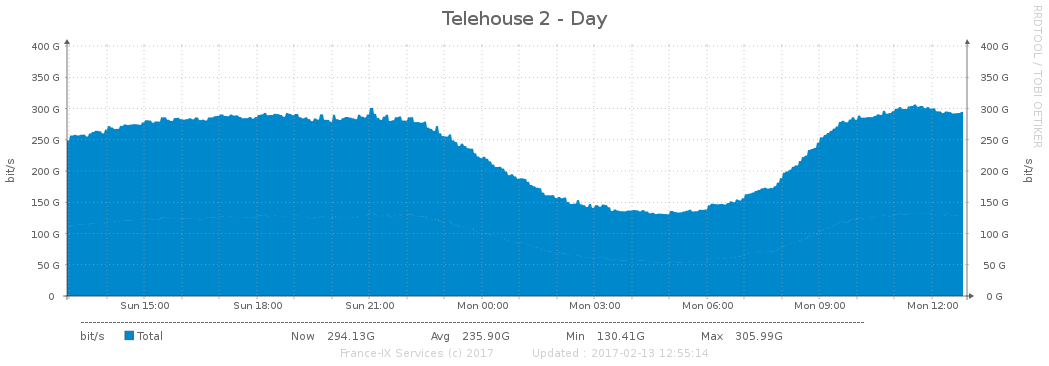 Telehouse 2 - Day
RRDTOOL / TOBI OETIKER
400 G 400 G
350 G 350 G
300 G 300 G
250 G 250 G
200 G 200 G
150 G 150 G
100 G 100 G
50 G 50 G
0 0 G
bit/s bit/s
Sun 15:00 Sun 18:00 Sun 21:00 Mon 00:00 Mon 03:00 Mon 06:00 Mon 09:00 Mon 12:00
bit/s Total Now 294.13G Avg 235.90G Min 130.41G Max 305.99G
France-IX Services (c) 2017 Updated : 2017-02-13 12:55:14